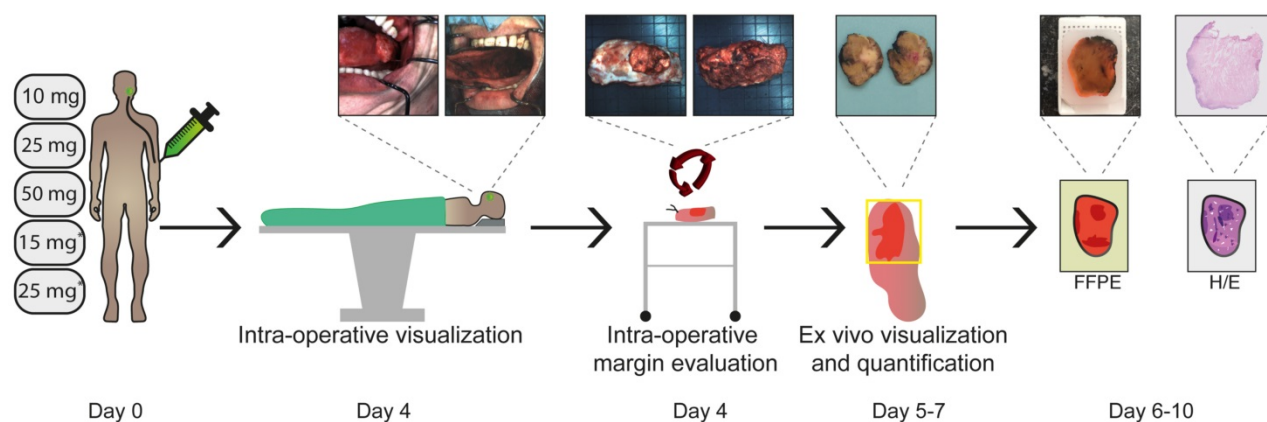 10 mg
25 mg
50 mg
15 mg*
25 mg*
Intra-operative visualization
Intra-operative
margin evaluation
Ex vivo visualization
and quantification
FFPE
H/E
Day 0
Day 4
Day 4
Day 5-7
Day 6-10